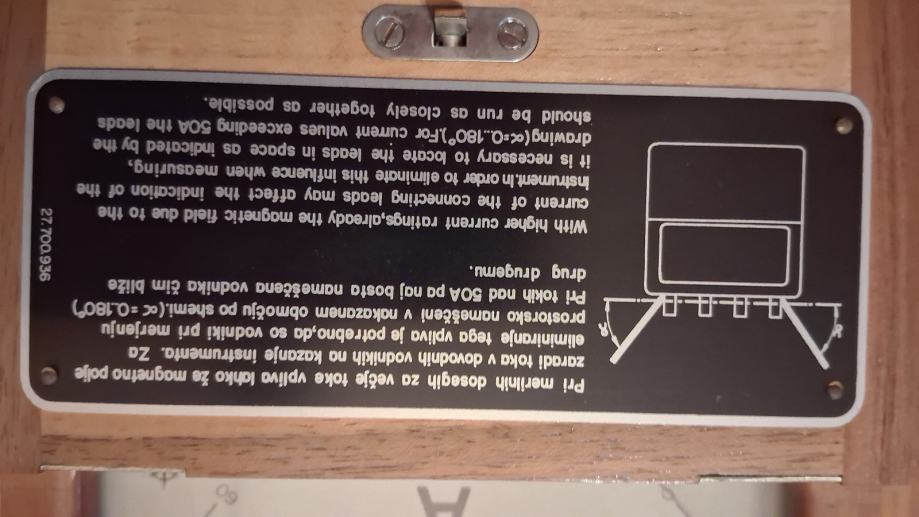 Pri merilnih dosegih za večje toke lahko vpliva že magnetno polje
zaradi toka v dovodnih vodnikih na kazanje instrumenta. Za
eliminiranje tega vpliva je potrebno,da so vodniki pri merjenju
prostorsko nameščeni v nakazanem območju po shemi.(∝ =0..180°)
Pri tokih nad 50A pa naj bosta nameščena vodnika čim bliže
drug drugemu.
With higher current ratings,already the magnetic field due to the
current of the connecting leads may affect the indication of the
instrument.In order to eliminate this influence when measuring,
it is necessary to locate the leads in space as indicated by the
drawing(∝=0..180°)For current values exceeding 50A the leads
should be run as closely together as possible.
∝
∝
27.700.936
A
60